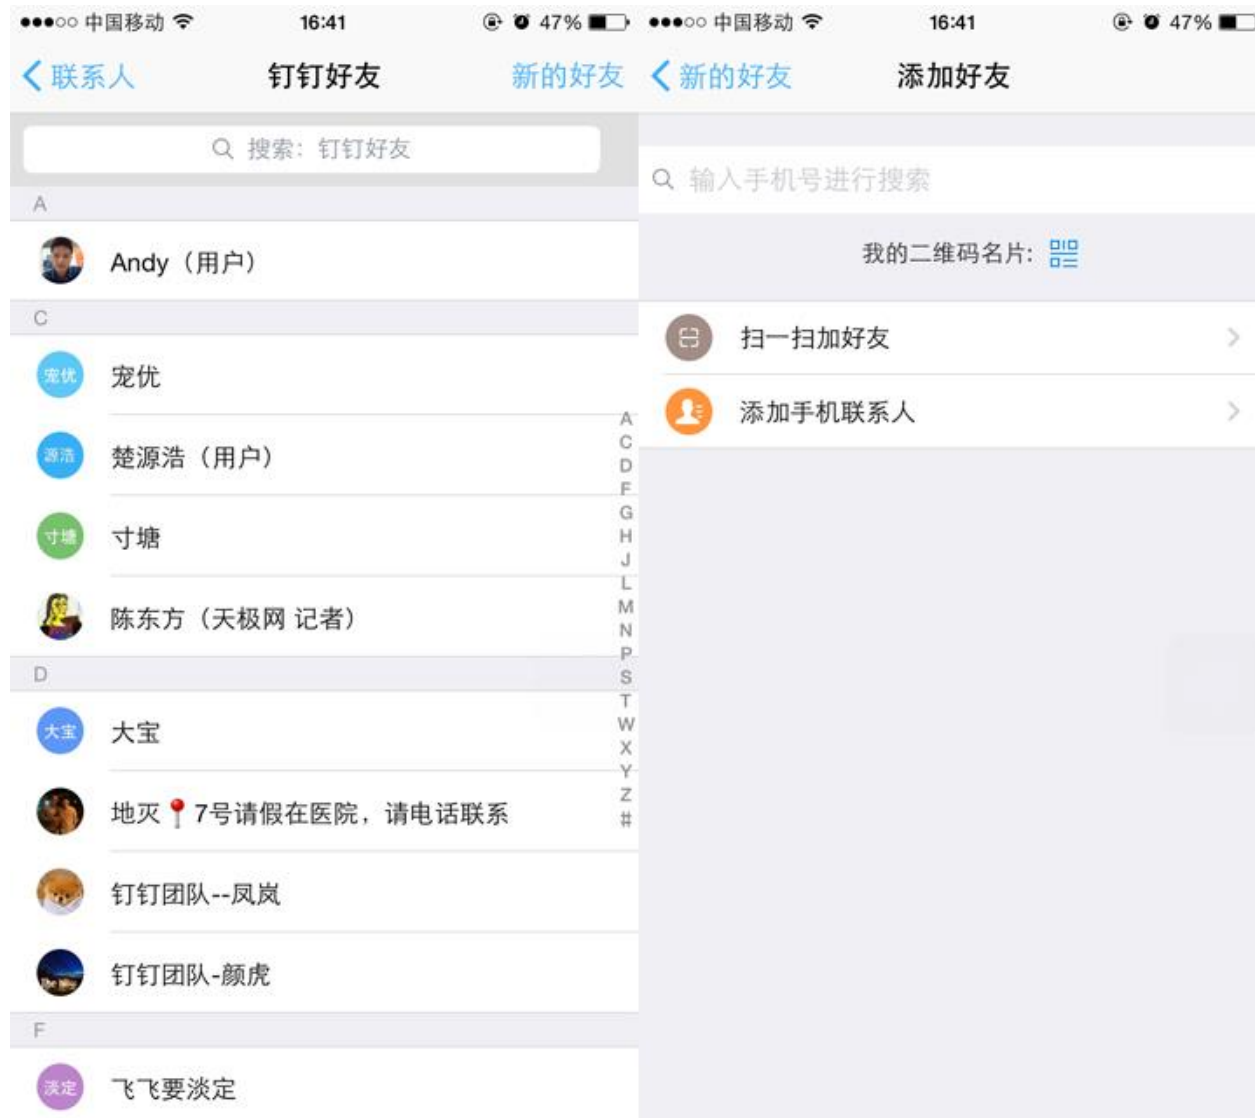 中国移动 16:41 47%
联系人 钉钉好友 新的好友
搜索：钉钉好友
A
Andy（用户）
C
宠优 宠优
源浩 楚源浩（用户）
寸塘 寸塘
陈东方（天极网 记者）
D
大宝 大宝
地灭📍7号请假在医院，请电话联系
钉钉团队--凤岚
钉钉团队-颜虎
F
淡定 飞飞要淡定
A
C
D
F
G
H
J
L
M
N
P
S
T
W
X
Y
Z
#
中国移动 16:41 47%
新的好友 添加好友
输入手机号进行搜索
我的二维码名片:
扫一扫加好友
添加手机联系人